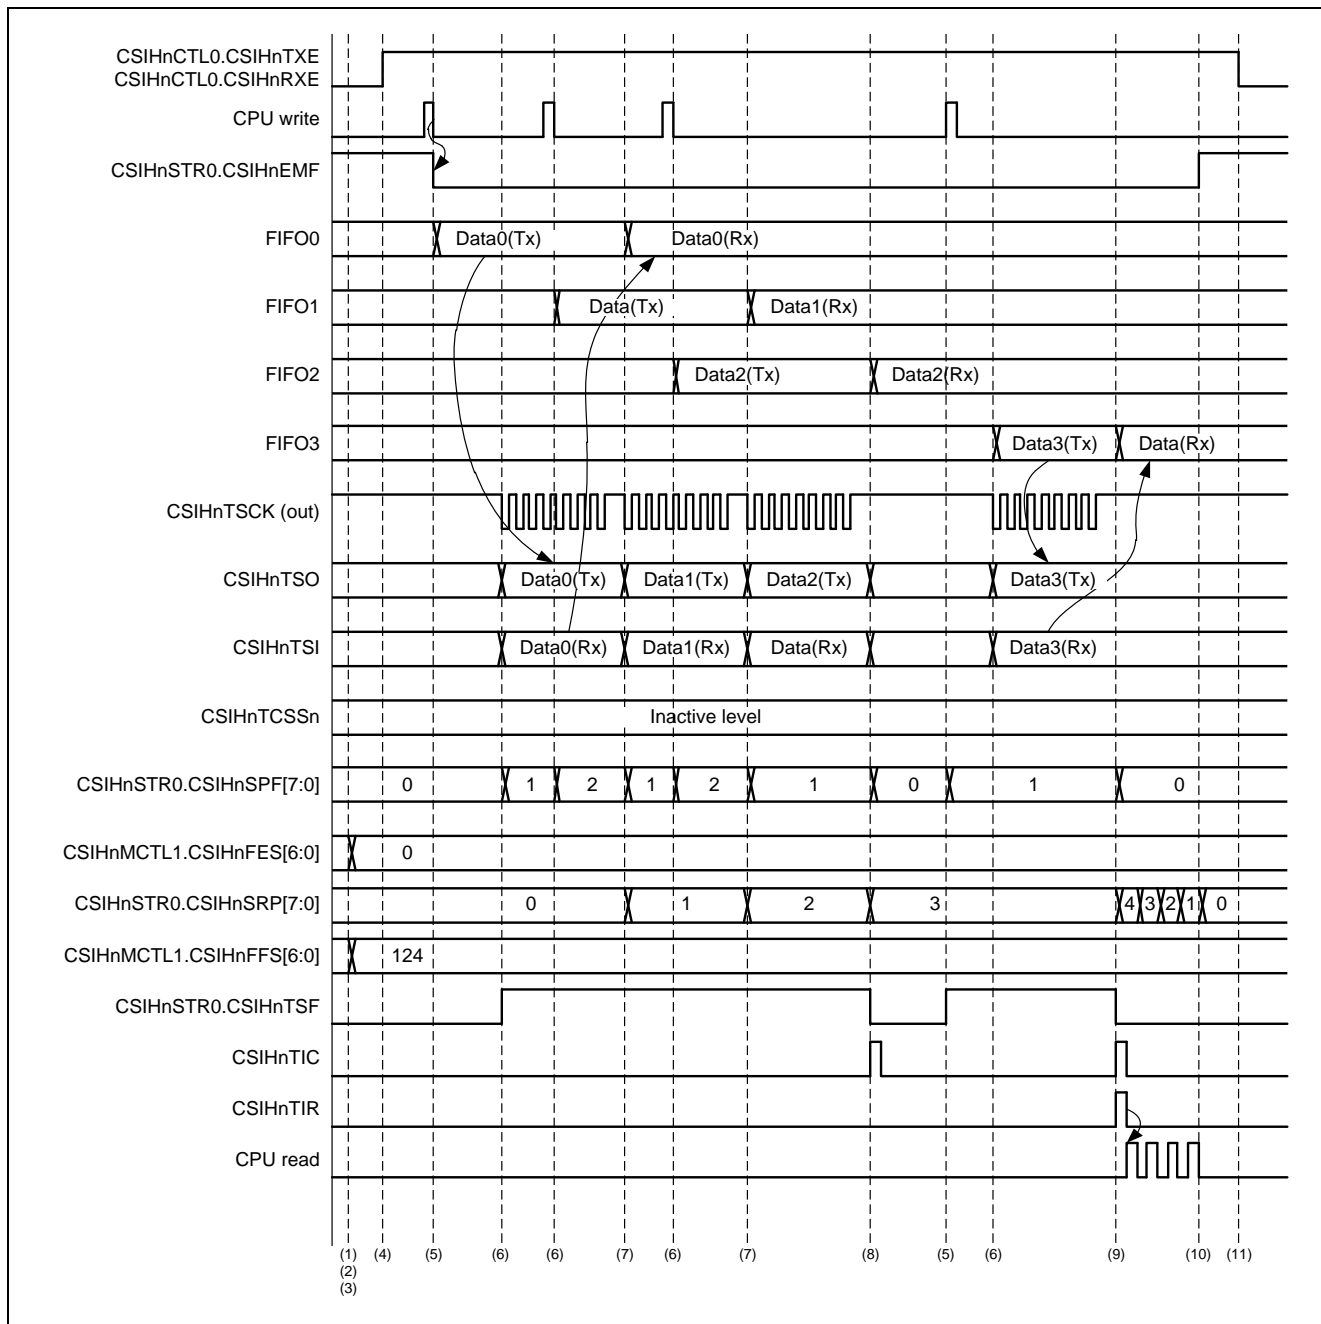 CSIHnCTL0.CSIHnTXE
CSIHnCTL0.CSIHnRXE
CPU write
CSIHnSTR0.CSIHnEMF
FIFO0 Data0(Tx) Data0(Rx)
FIFO1 Data(Tx) Data1(Rx)
FIFO2 Data2(Tx) Data2(Rx)
FIFO3 Data3(Tx) Data(Rx)
CSIHnTSCK (out)
CSIHnTSO Data0(Tx) Data1(Tx) Data2(Tx) Data3(Tx)
CSIHnTSI Data0(Rx) Data1(Rx) Data(Rx) Data3(Rx)
CSIHnTCSSn Inactive level
CSIHnSTR0.CSIHnSPF[7:0] 0 1 2 1 2 1 0 1 0
CSIHnMCTL1.CSIHnFES[6:0] 0
CSIHnSTR0.CSIHnSRP[7:0] 0 1 2 3 4 3 2 1 0
CSIHnMCTL1.CSIHnFFS[6:0] 124
CSIHnSTR0.CSIHnTSF
CSIHnTIC
CSIHnTIR
CPU read
(1) (4) (5) (6) (6) (7) (6) (7) (8) (5) (6) (9) (10) (11)
(2)
(3)